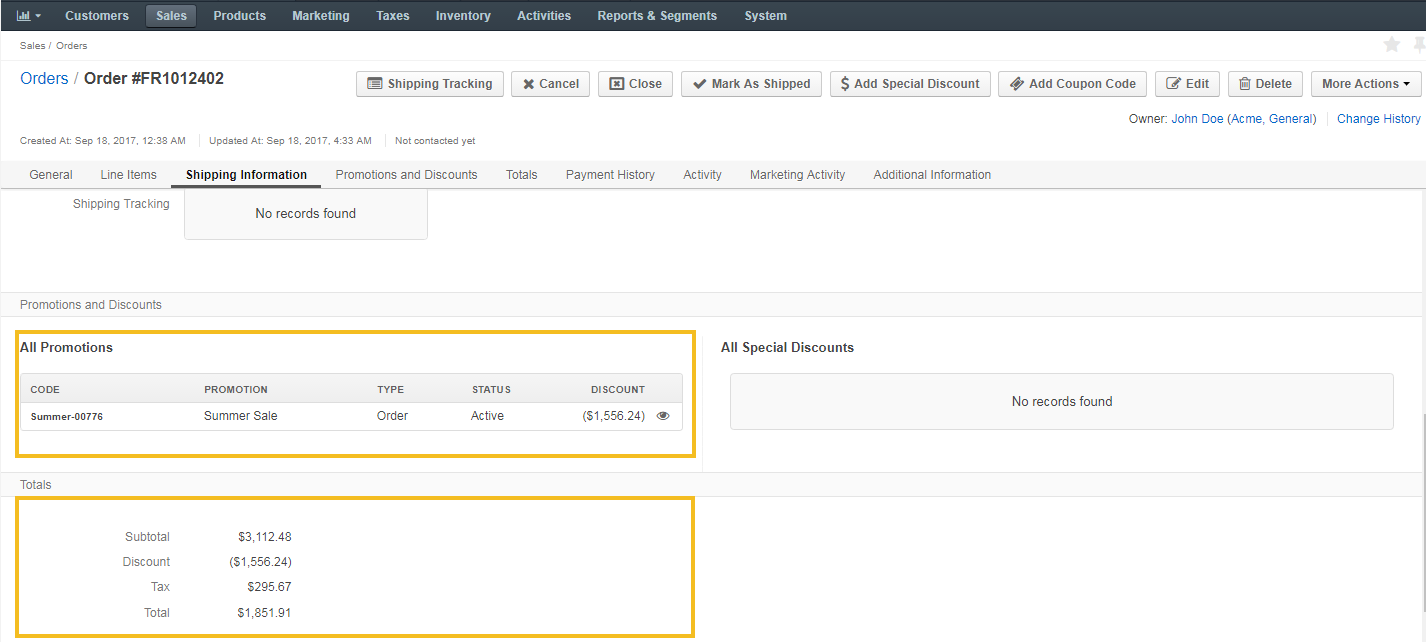 Customers Sales Products Marketing Taxes Inventory Activities Reports & Segments System
Sales / Orders
Orders / Order #FR1012402
Shipping Tracking Cancel Close Mark As Shipped $ Add Special Discount Add Coupon Code Edit Delete More Actions
Owner: John Doe (Acme, General) Change History
Created At: Sep 18, 2017, 12:38 AM Updated At: Sep 18, 2017, 4:33 AM Not contacted yet
General Line Items Shipping Information Promotions and Discounts Totals Payment History Activity Marketing Activity Additional Information
Shipping Tracking
No records found
Promotions and Discounts
All Promotions
CODE PROMOTION TYPE STATUS DISCOUNT
Summer-00776 Summer Sale Order Active ($1,556.24)
All Special Discounts
No records found
Totals
Subtotal $3,112.48
Discount ($1,556.24)
Tax $295.67
Total $1,851.91